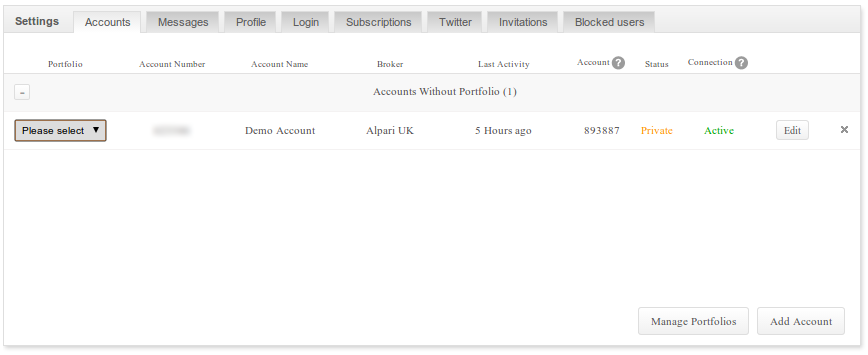 Settings Accounts Messages Profile Login Subscriptions Twitter Invitations Blocked users
Portfolio Account Number Account Name Broker Last Activity Account ? Status Connection ?
- Accounts Without Portfolio (1)
Please select ▼ Demo Account Alpari UK 5 Hours ago 893887 Private Active Edit ×
Manage Portfolios Add Account